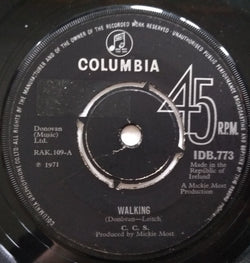 COLUMBIA
45
RPM
Donovan
(Music)
Ltd.
RAK.109-A
℗ 1971
IDB.773
Made in the
Republic of
Ireland
A Mickie Most
Production
WALKING
(Donovan—Leitch)
C. C. S.
Produced by Mickie Most